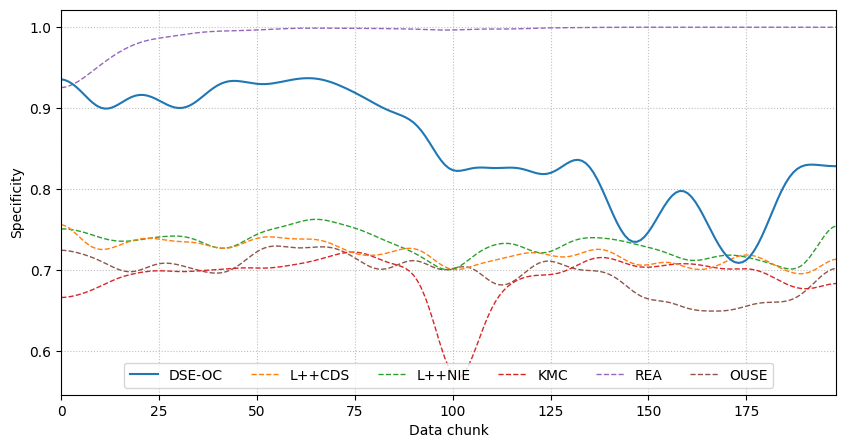 1.0
0.9
0.8
0.7
0.6
Specificity
DSE-OC L++CDS L++NIE KMC REA OUSE
0 25 50 75 100 125 150 175
Data chunk